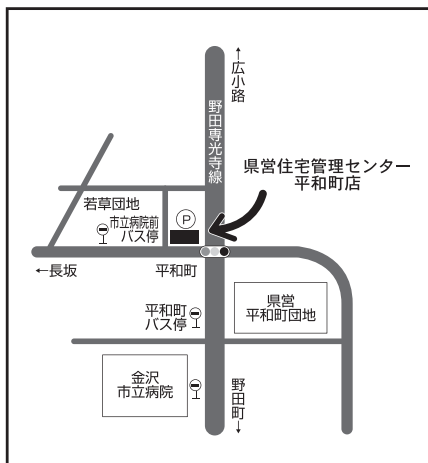 ↑広小路
野田専光寺線
県営住宅管理センター
平和町店
若草団地
P
市立病院前
バス停
←長坂
平和町
平和町
バス停
県営
平和町団地
金沢
市立病院
野田町↓